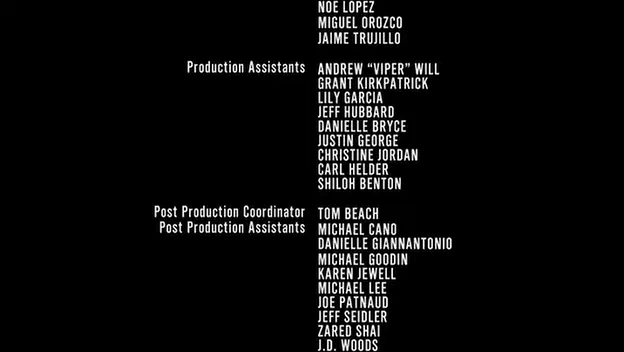 NOE LOPEZ
MIGUEL OROZCO
JAIME TRUJILLO
Production Assistants ANDREW “VIPER” WILL
GRANT KIRKPATRICK
LILY GARCIA
JEFF HUBBARD
DANIELLE BRYCE
JUSTIN GEORGE
CHRISTINE JORDAN
CARL HELDER
SHILOH BENTON
Post Production Coordinator TOM BEACH
Post Production Assistants MICHAEL CANO
DANIELLE GIANNANTONIO
MICHAEL GOODIN
KAREN JEWELL
MICHAEL LEE
JOE PATNAUD
JEFF SEIDLER
ZARED SHAI
J.D. WOODS